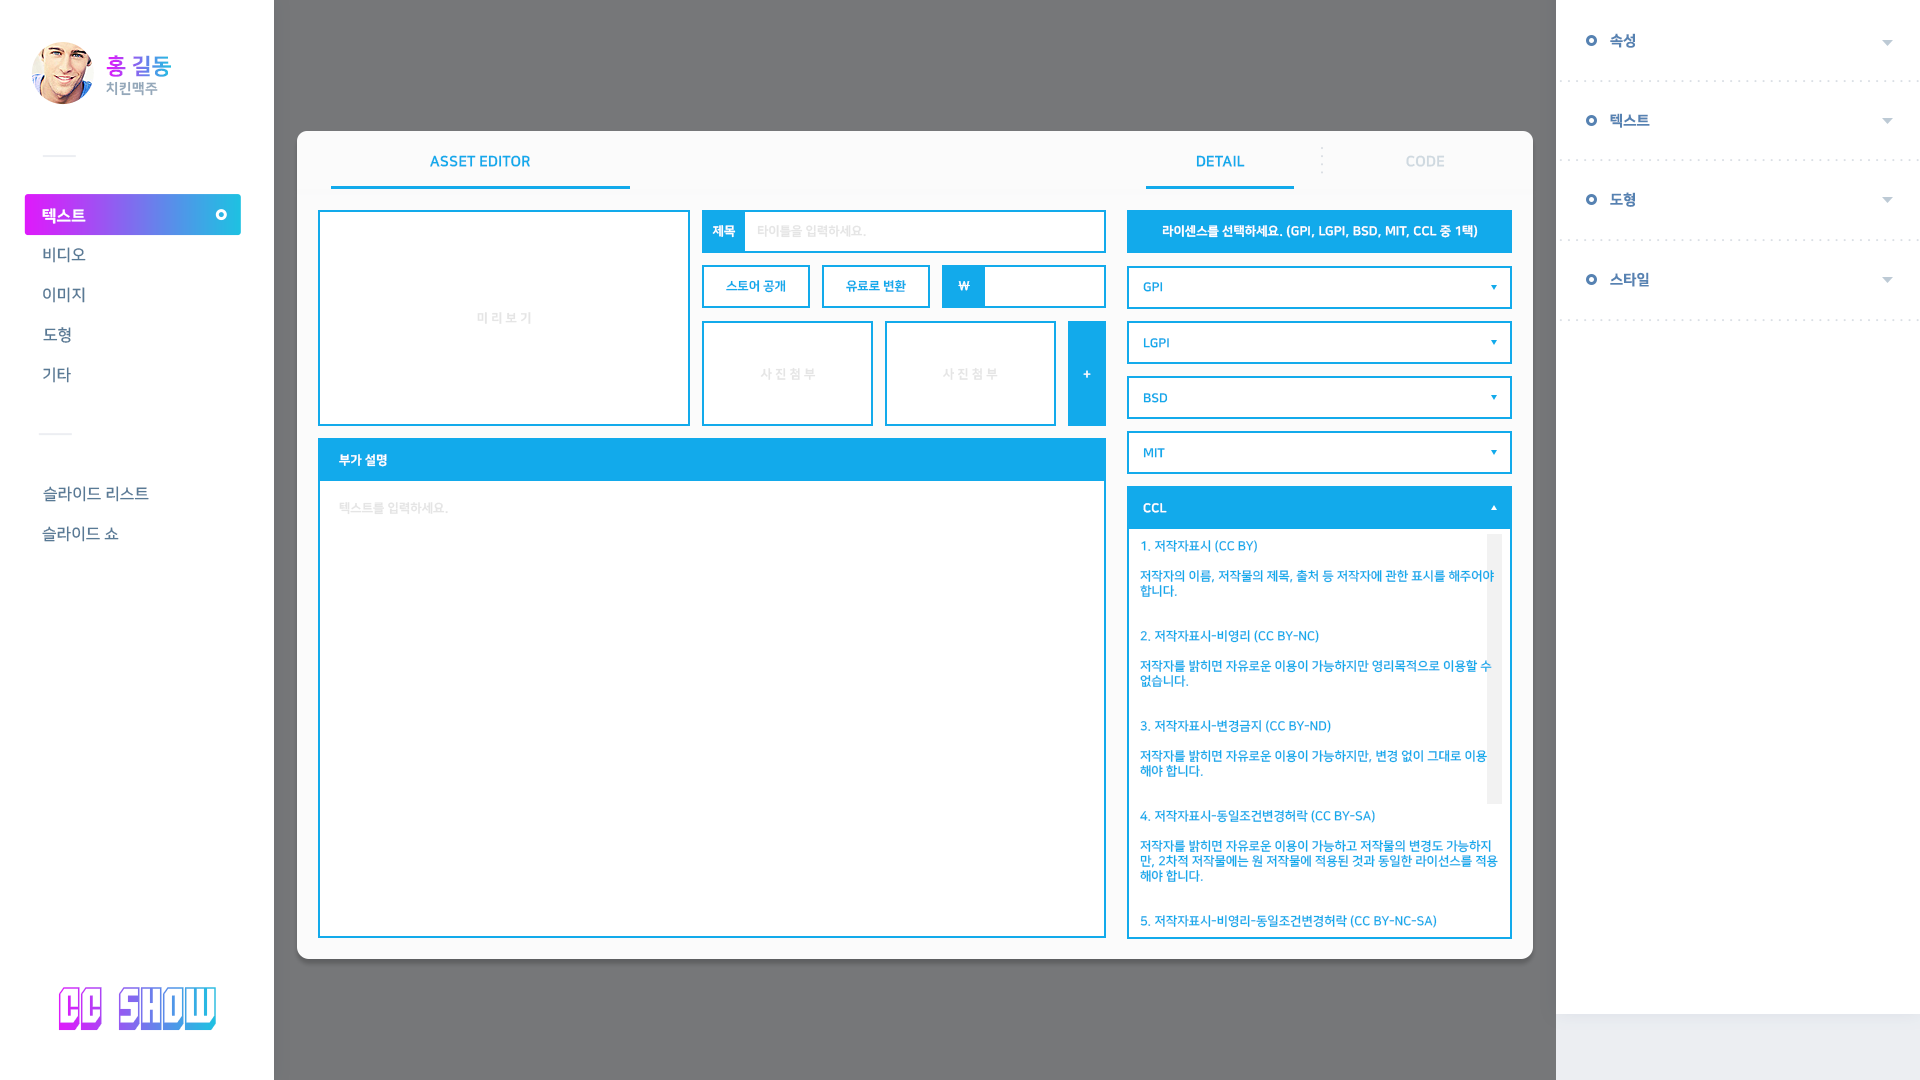 홍 길동
치킨맥주
텍스트
비디오
이미지
도형
기타
슬라이드 리스트
슬라이드 쇼
CC SHOW
ASSET EDITOR
미리보기
제목
타이틀을 입력하세요.
스토어 공개
유료로 변환
₩
사진첨부
사진첨부
+
부가 설명
텍스트를 입력하세요.
DETAIL
CODE
라이센스를 선택하세요. (GPI, LGPI, BSD, MIT, CCL 중 1택)
GPI
LGPI
BSD
MIT
CCL
1. 저작자표시 (CC BY)
저작자의 이름, 저작물의 제목, 출처 등 저작자에 관한 표시를 해주어야
합니다.
2. 저작자표시-비영리 (CC BY-NC)
저작자를 밝히면 자유로운 이용이 가능하지만 영리목적으로 이용할 수
없습니다.
3. 저작자표시-변경금지 (CC BY-ND)
저작자를 밝히면 자유로운 이용이 가능하지만, 변경 없이 그대로 이용
해야 합니다.
4. 저작자표시-동일조건변경허락 (CC BY-SA)
저작자를 밝히면 자유로운 이용이 가능하고 저작물의 변경도 가능하지
만, 2차적 저작물에는 원 저작물에 적용된 것과 동일한 라이선스를 적용
해야 합니다.
5. 저작자표시-비영리-동일조건변경허락 (CC BY-NC-SA)
속성
텍스트
도형
스타일